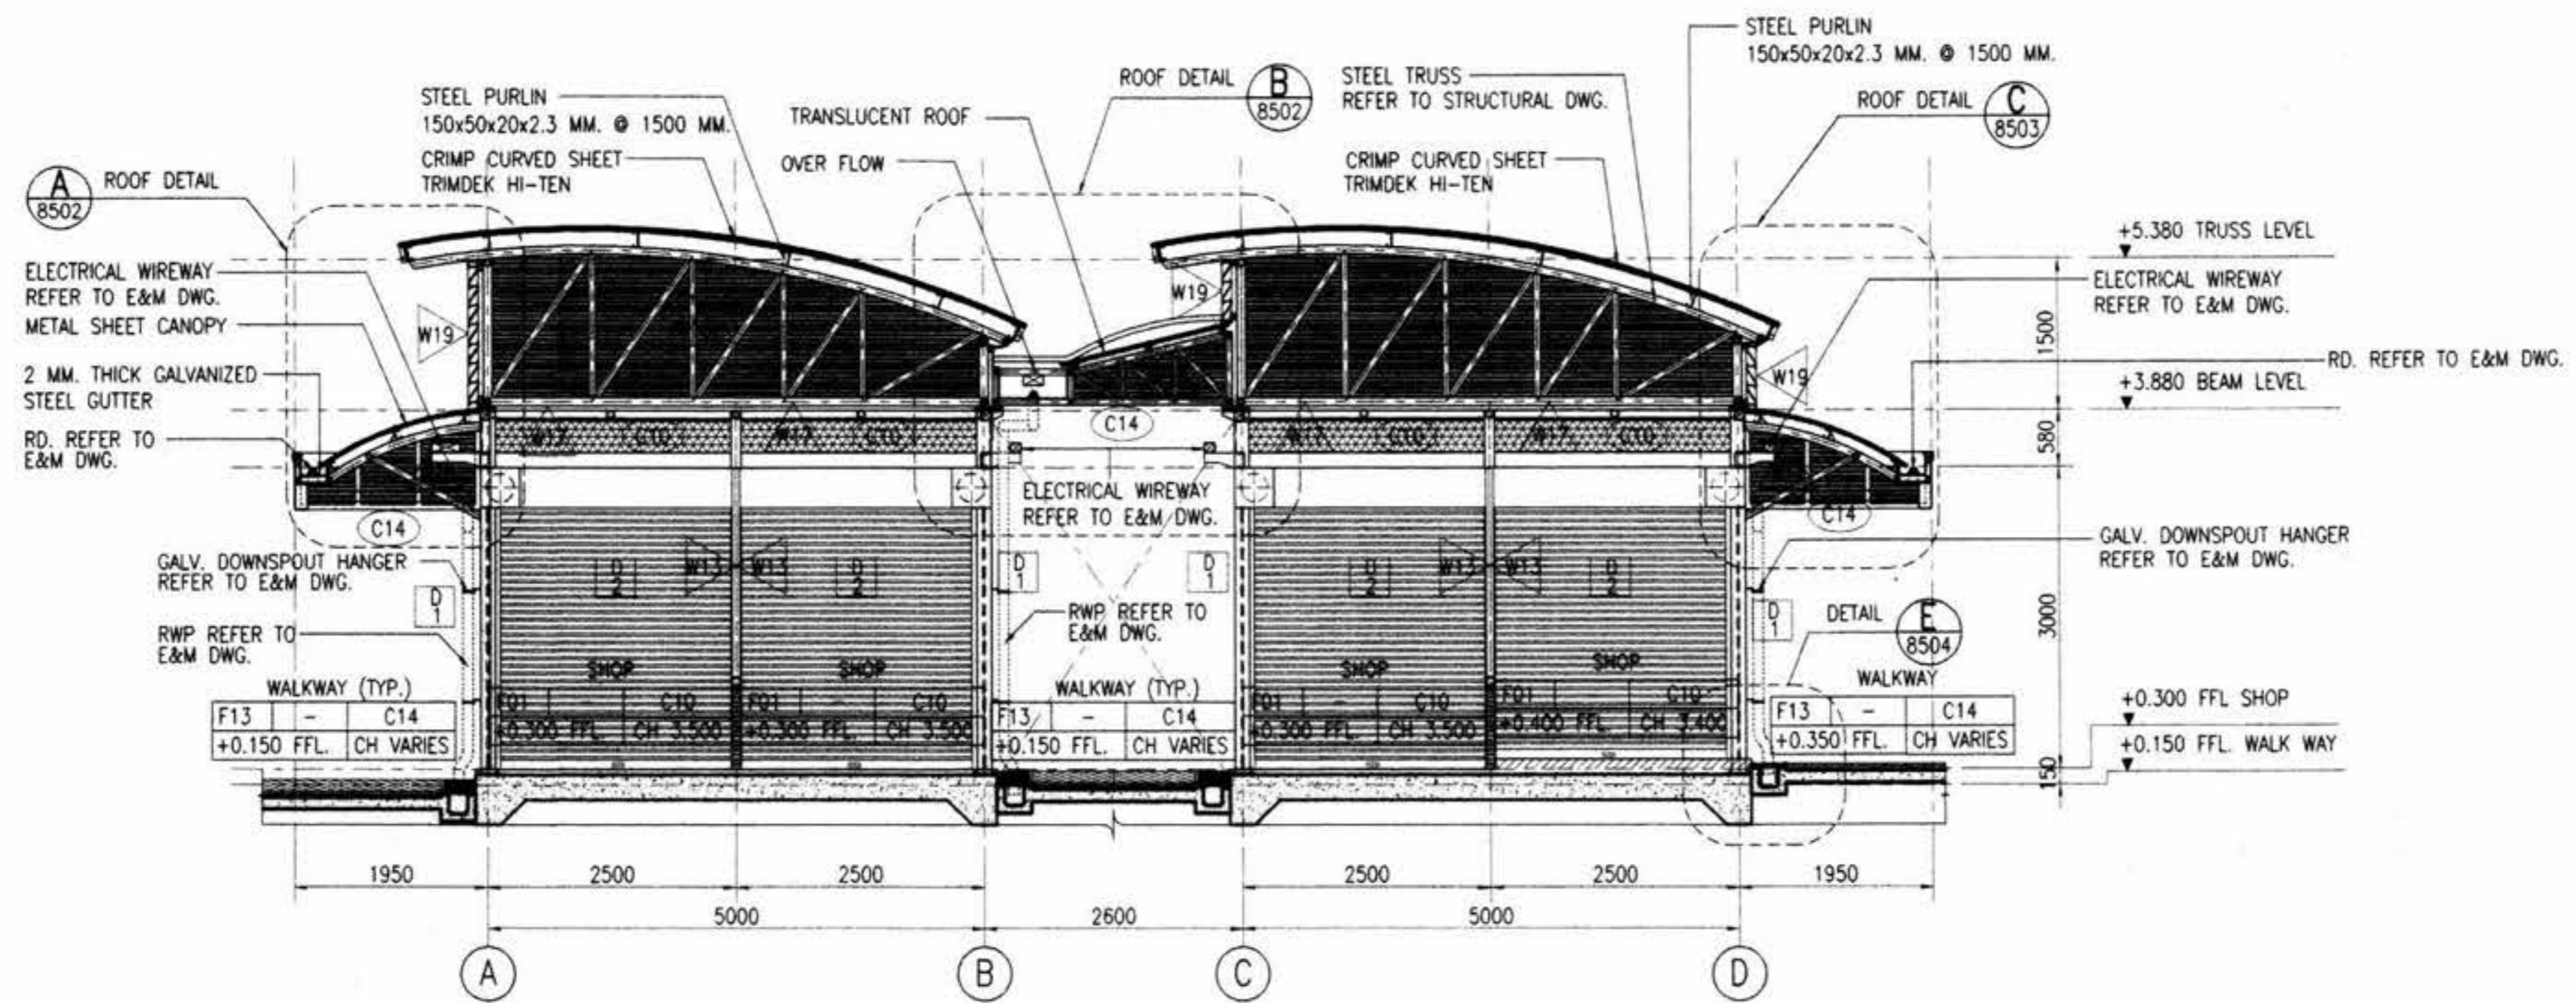 STEEL PURLIN
150x50x20x2.3 MM. @ 1500 MM.
ROOF DETAIL
B
8502
STEEL TRUSS
REFER TO STRUCTURAL DWG.
STEEL PURLIN
150x50x20x2.3 MM. @ 1500 MM.
ROOF DETAIL
C
8503
TRANSLUCENT ROOF
OVER FLOW
CRIMP CURVED SHEET
TRIMDEK HI-TEN
CRIMP CURVED SHEET
TRIMDEK HI-TEN
A
8502
ROOF DETAIL
ELECTRICAL WIREWAY
REFER TO E&M DWG.
METAL SHEET CANOPY
2 MM. THICK GALVANIZED
STEEL GUTTER
RD. REFER TO
E&M DWG.
W19
W19
W19
+5.380 TRUSS LEVEL
ELECTRICAL WIREWAY
REFER TO E&M DWG.
1500
RD. REFER TO E&M DWG.
+3.880 BEAM LEVEL
580
W17
C10
W17
C10
C14
W17
C10
W17
C10
C14
C14
ELECTRICAL WIREWAY
REFER TO E&M DWG.
GALV. DOWNSPOUT HANGER
REFER TO E&M DWG.
GALV. DOWNSPOUT HANGER
REFER TO E&M DWG.
D
1
D
2
W13
W13
D
2
D
1
D
1
D
2
W13
W13
D
2
D
1
RWP REFER TO
E&M DWG.
RWP REFER TO
E&M DWG.
DETAIL
E
8504
3000
SHOP
SHOP
SHOP
SHOP
WALKWAY (TYP.)
F13 - C14
+0.150 FFL. CH VARIES
F01 - C10
+0.300 FFL. CH 3.500
F01 - C10
+0.300 FFL. CH 3.500
WALKWAY (TYP.)
F13 - C14
+0.150 FFL. CH VARIES
F01 - C10
+0.300 FFL. CH 3.500
F01 C10
+0.400 FFL. CH 3.400
WALKWAY
F13 - C14
+0.350 FFL. CH VARIES
+0.300 FFL SHOP
+0.150 FFL. WALK WAY
150
1950 2500 2500 2500 2500 1950
5000 2600 5000
A B C D